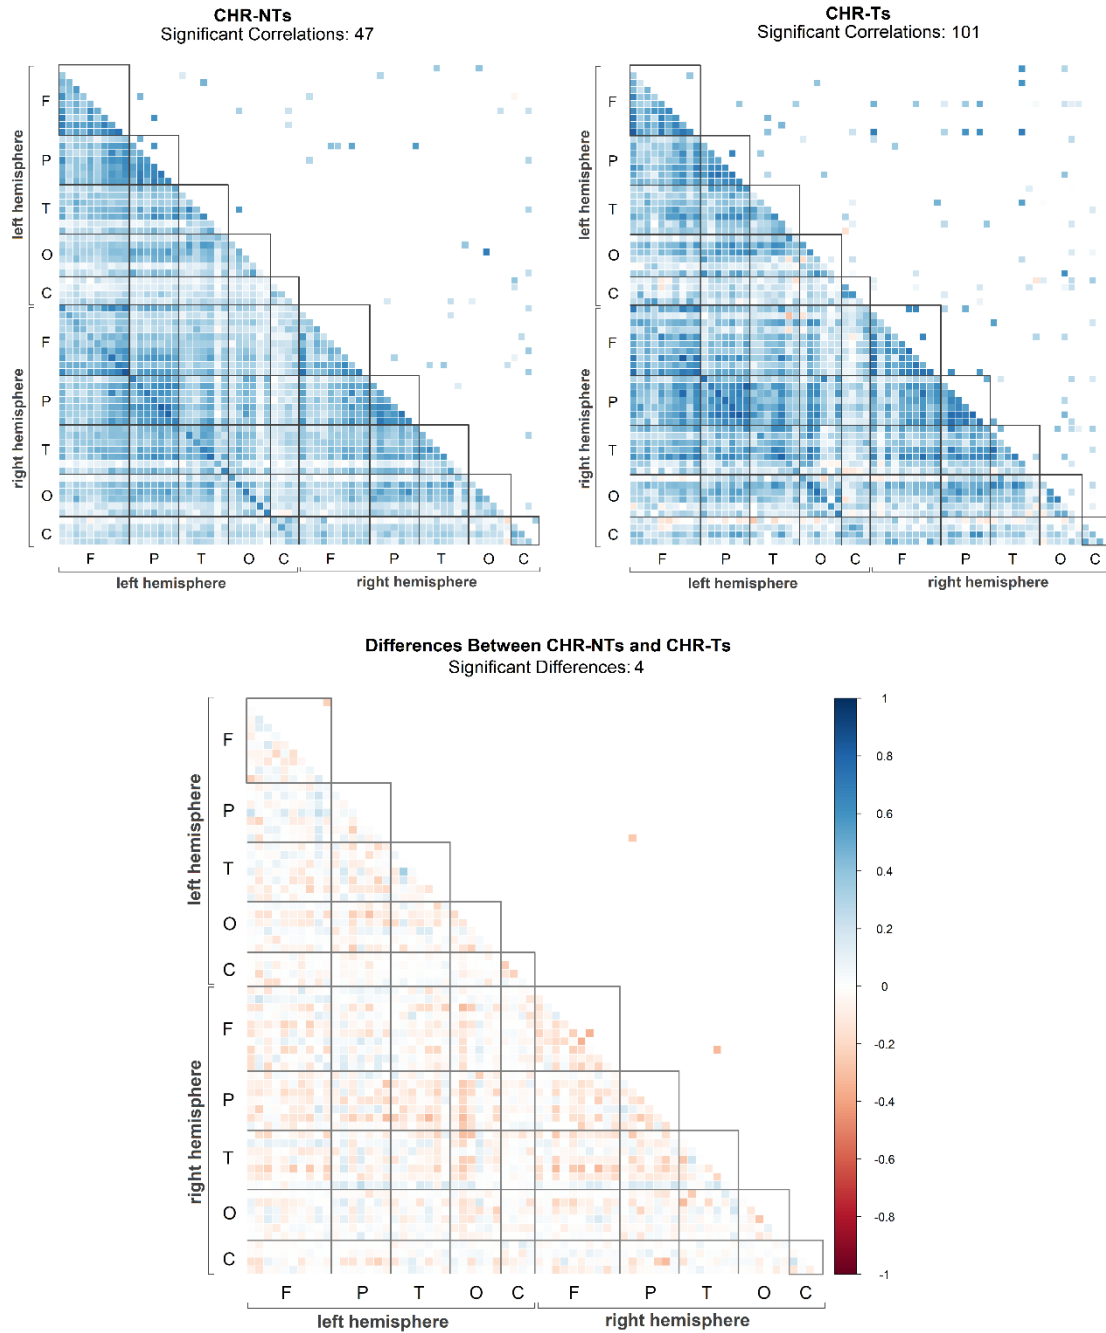 CHR-NTs
Significant Correlations: 47
F
P
T
O
C
F
P
T
O
C
left hemisphere
right hemisphere
F P T O C F P T O C
left hemisphere
right hemisphere
CHR-Ts
Significant Correlations: 101
F
P
T
O
C
F
P
T
O
C
left hemisphere
right hemisphere
F P T O C F P T O C
left hemisphere
right hemisphere
Differences Between CHR-NTs and CHR-Ts
Significant Differences: 4
F
P
T
O
C
F
P
T
O
C
left hemisphere
right hemisphere
F P T O C F P T O C
left hemisphere
right hemisphere
1
0.8
0.6
0.4
0.2
0
-0.2
-0.4
-0.6
-0.8
-1